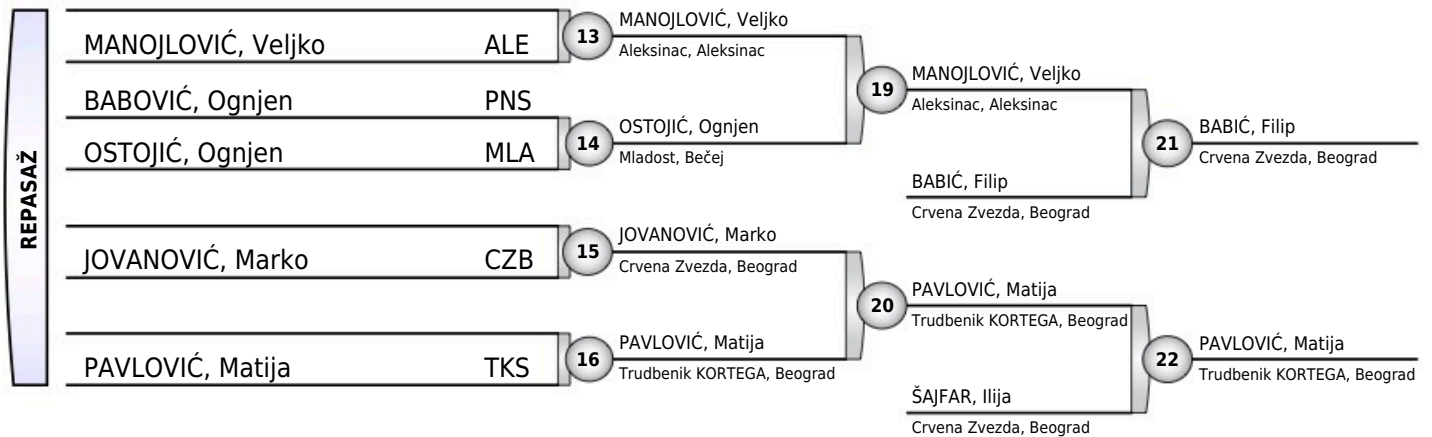 REPASAŽ
MANOJLOVIĆ, Veljko ALE
BABOVIĆ, Ognjen PNS
OSTOJIĆ, Ognjen MLA
JOVANOVIĆ, Marko CZB
PAVLOVIĆ, Matija TKS
13
MANOJLOVIĆ, Veljko
Aleksinac, Aleksinac
14
OSTOJIĆ, Ognjen
Mladost, Bečej
15
JOVANOVIĆ, Marko
Crvena Zvezda, Beograd
16
PAVLOVIĆ, Matija
Trudbenik KORTEGA, Beograd
19
MANOJLOVIĆ, Veljko
Aleksinac, Aleksinac
BABIĆ, Filip
Crvena Zvezda, Beograd
20
PAVLOVIĆ, Matija
Trudbenik KORTEGA, Beograd
ŠAJFAR, Ilija
Crvena Zvezda, Beograd
21
BABIĆ, Filip
Crvena Zvezda, Beograd
22
PAVLOVIĆ, Matija
Trudbenik KORTEGA, Beograd